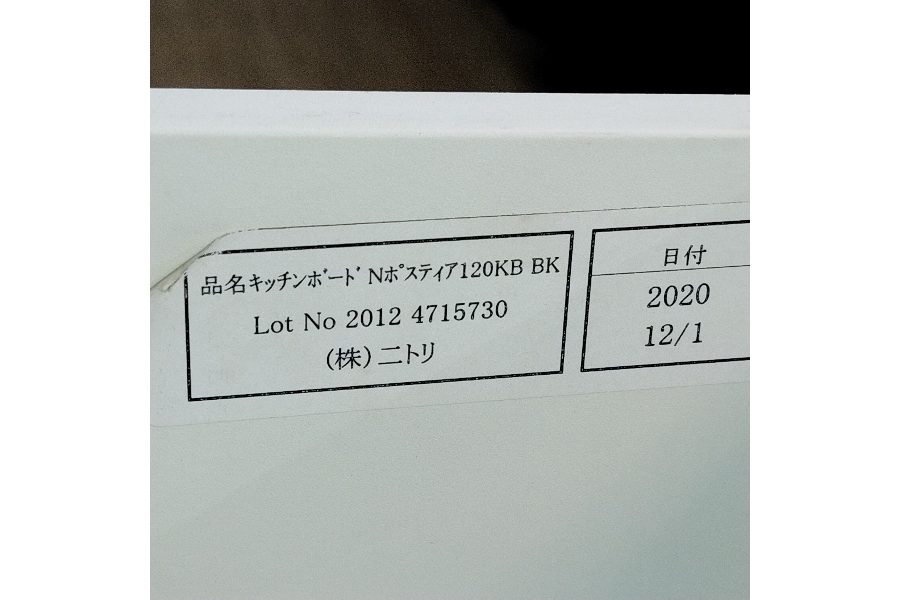 品名キッチンボードNポスティア120KB BK
Lot No 2012 4715730
(株)ニトリ
日付
2020
12/1